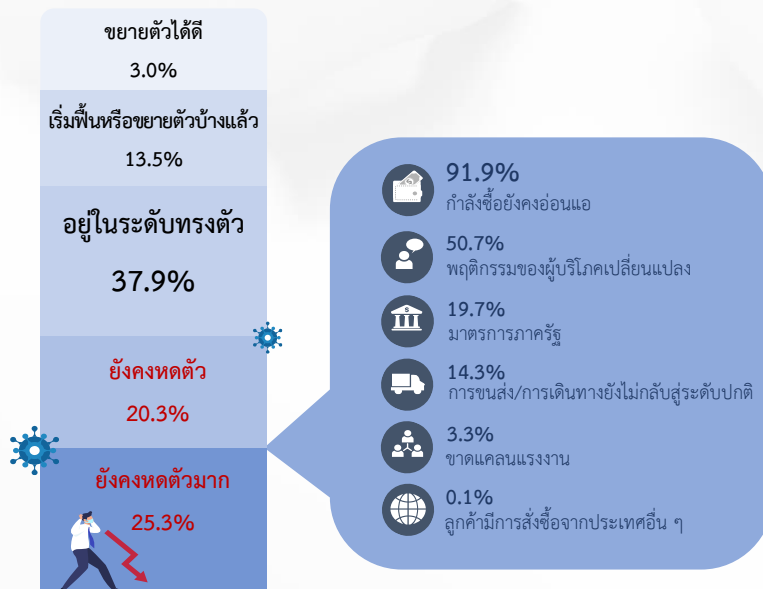 ขยายตัวได้ดี
3.0%
เริ่มฟื้นหรือขยายตัวบ้างแล้ว
13.5%
อยู่ในระดับทรงตัว
37.9%
ยังคงหดตัว
20.3%
ยังคงหดตัวมาก
25.3%
91.9%
กำลังซื้อยังคงอ่อนแอ
50.7%
พฤติกรรมของผู้บริโภคเปลี่ยนแปลง
19.7%
มาตรการภาครัฐ
14.3%
การขนส่ง/การเดินทางยังไม่กลับสู่ระดับปกติ
3.3%
ขาดแคลนแรงงาน
0.1%
ลูกค้ามีการสั่งซื้อจากประเทศอื่น ๆ